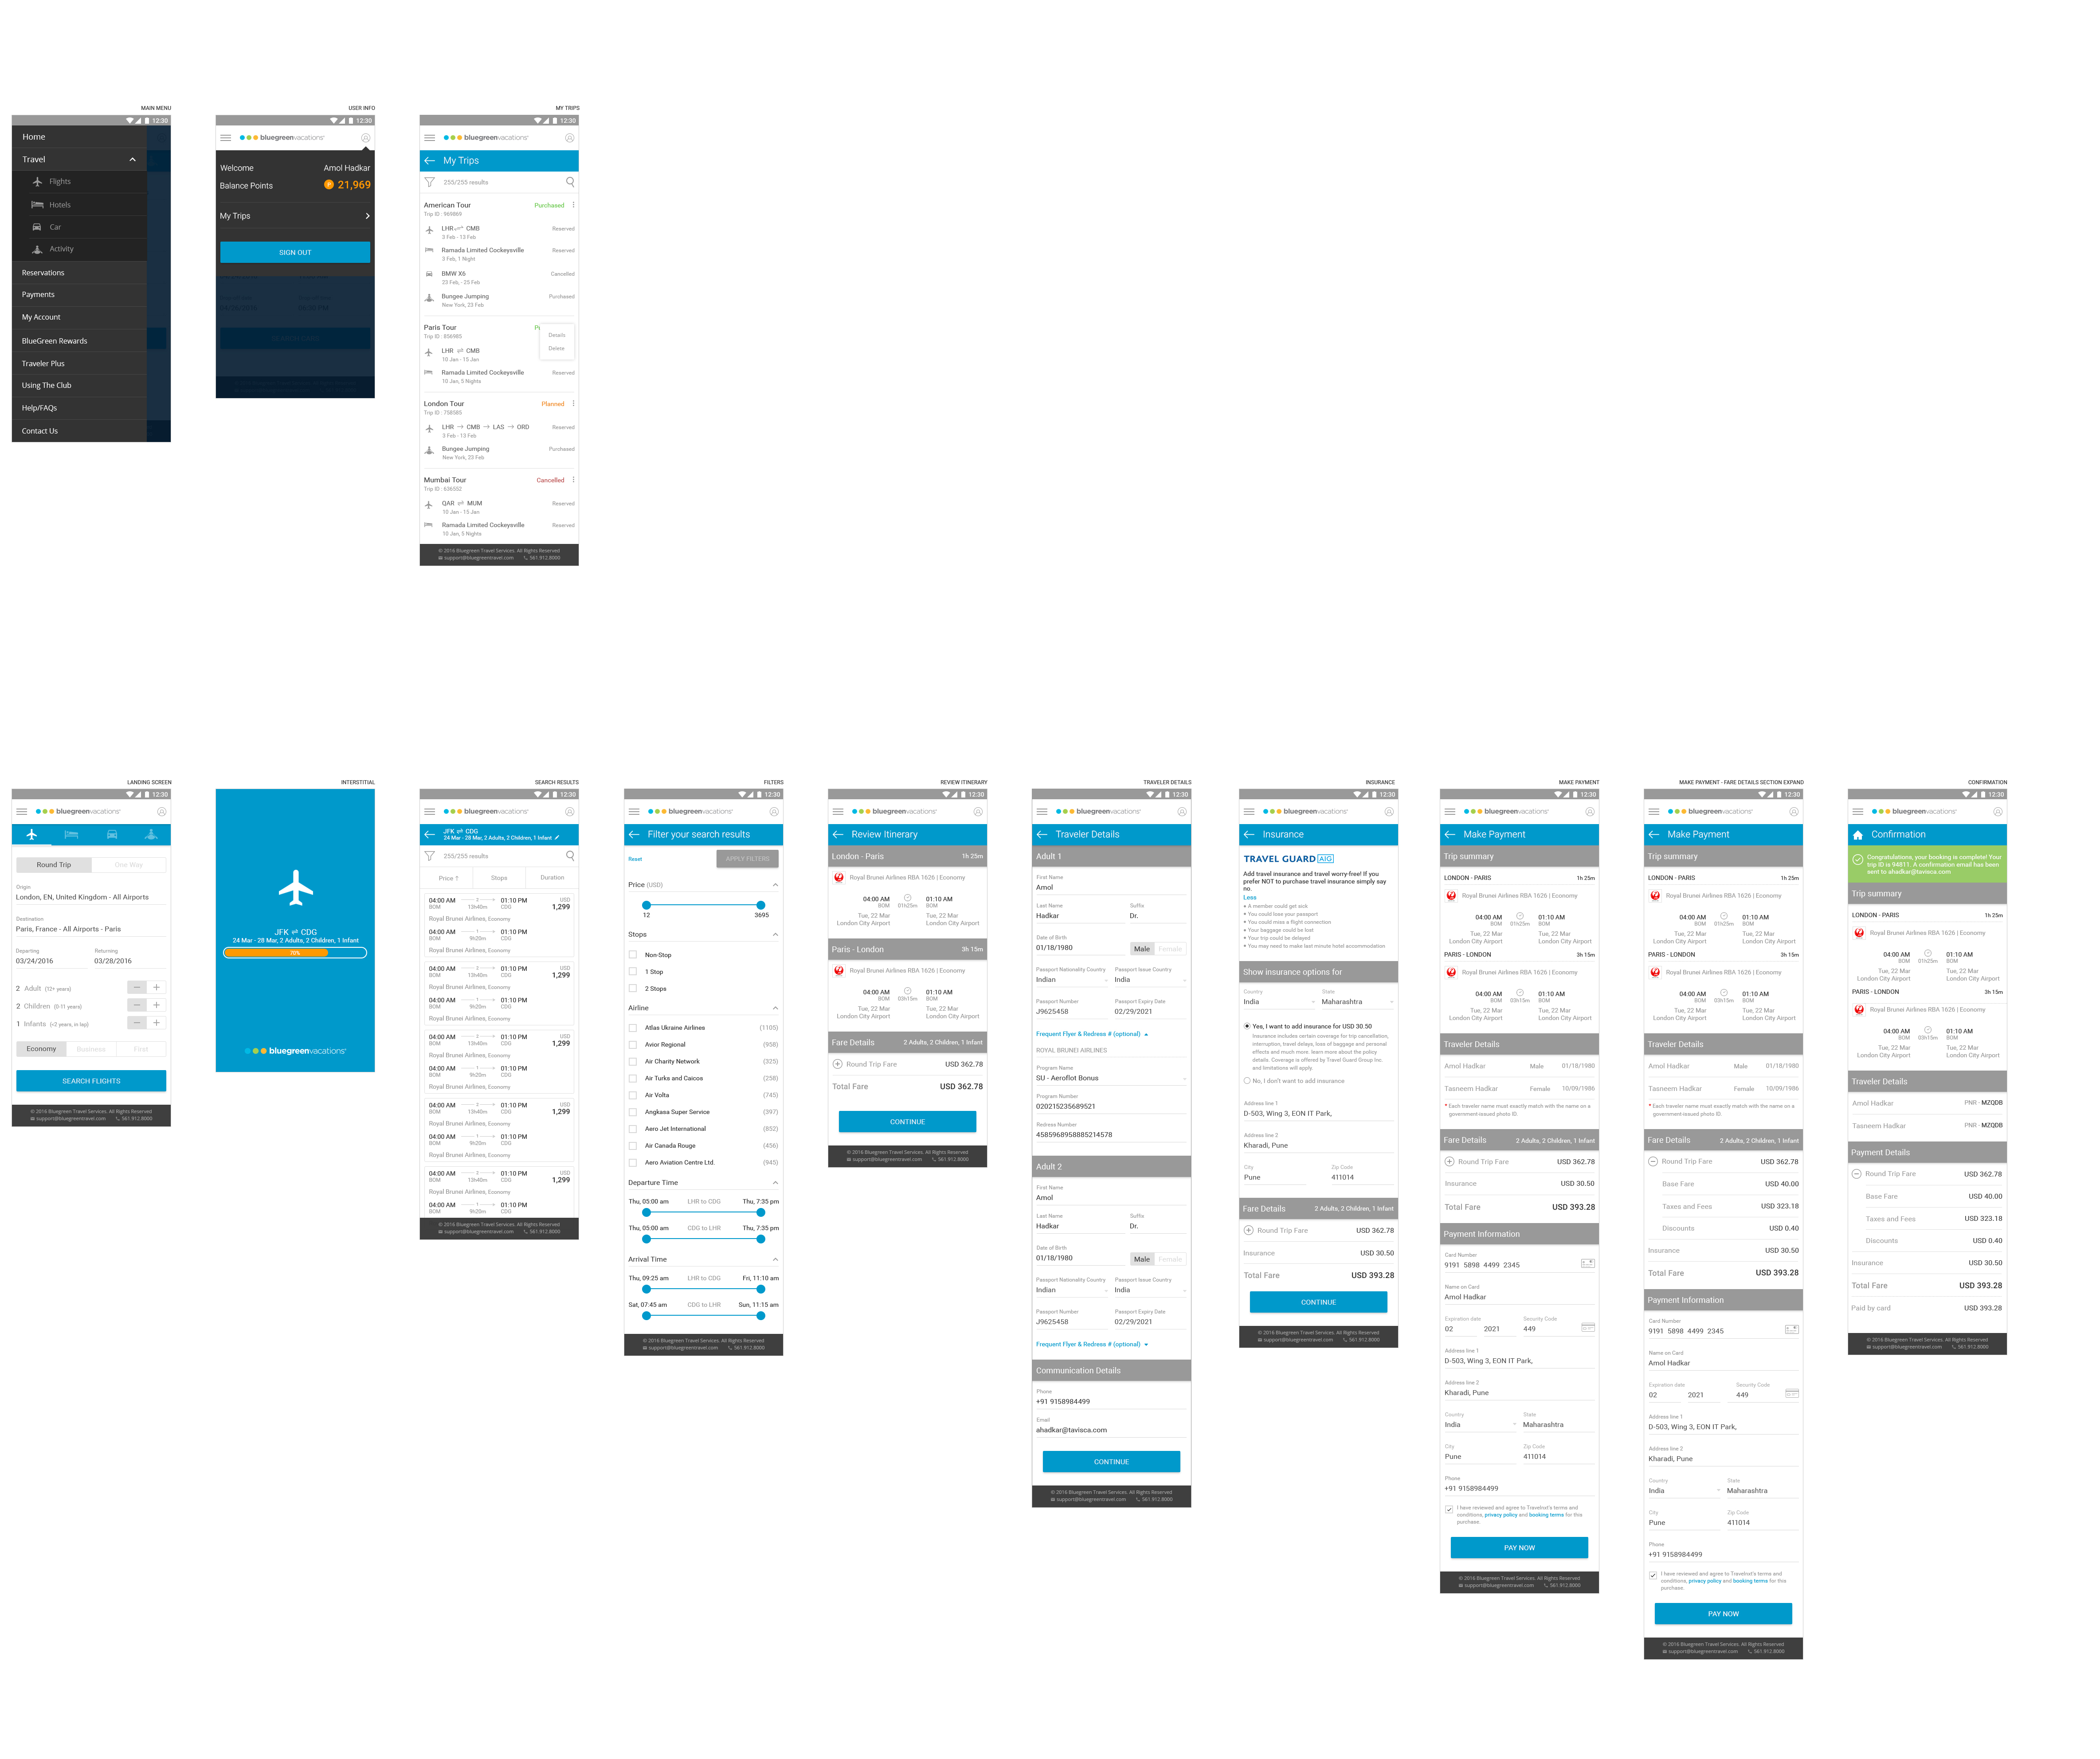 MAIN MENU
12:30
Home
Travel
Flights
Hotels
Car
Activity
Reservations
Payments
My Account
BlueGreen Rewards
Traveler Plus
Using The Club
Help/FAQs
Contact Us
USER INFO
12:30
bluegreenvacations
Welcome Amol Hadkar
Balance Points P 21,969
My Trips
SIGN OUT
MY TRIPS
12:30
bluegreenvacations
My Trips
255/255 results
American Tour Purchased
Trip ID : 969869
LHR CMB Reserved
3 Feb - 13 Feb
Ramada Limited Cockeysville Reserved
3 Feb, 1 Night
BMW X6 Cancelled
23 Feb, - 25 Feb
Bungee Jumping Purchased
New York, 23 Feb
Paris Tour
Trip ID : 856985
Details
Delete
LHR ⇌ CMB
10 Jan - 15 Jan
Ramada Limited Cockeysville Reserved
10 Jan, 5 Nights
London Tour Planned
Trip ID : 758585
LHR → CMB → LAS → ORD Reserved
3 Feb - 13 Feb
Bungee Jumping Purchased
New York, 23 Feb
Mumbai Tour Cancelled
Trip ID : 636502
QAR ⇌ MUM Reserved
10 Jan - 15 Jan
Ramada Limited Cockeysville Reserved
10 Jan, 5 Nights
© 2016 Bluegreen Travel Services. All Rights Reserved
support@bluegreentravel.com 561.912.8000
LANDING SCREEN
12:30
bluegreenvacations
Round Trip One Way
Origin
London, EN, United Kingdom - All Airports
Destination
Paris, France - All Airports - Paris
Departing Returning
03/24/2016 03/28/2016
2 Adult (12+ years) − +
2 Children (0-11 years) − +
1 Infants (<2 years, in lap) − +
Economy Business First
SEARCH FLIGHTS
© 2016 Bluegreen Travel Services. All Rights Reserved
support@bluegreentravel.com 561.912.8000
INTERSTITIAL
JFK ⇌ CDG
24 Mar - 28 Mar, 2 Adults, 2 Children, 1 Infant
70%
bluegreenvacations
SEARCH RESULTS
12:30
bluegreenvacations
JFK ⇌ CDG
24 Mar - 28 Mar, 2 Adults, 2 Children, 1 Infant
255/255 results
Price ↑ Stops Duration
04:00 AM 2 01:10 PM USD
BOM 13h40m CDG 1,299
Royal Brunei Airlines, Economy
04:00 AM 1 01:10 PM
BOM 9h20m CDG
Royal Brunei Airlines, Economy
04:00 AM 2 01:10 PM USD
BOM 13h40m CDG 1,299
Royal Brunei Airlines, Economy
04:00 AM 1 01:10 PM
BOM 9h20m CDG
Royal Brunei Airlines, Economy
04:00 AM 2 01:10 PM USD
BOM 13h40m CDG 1,299
Royal Brunei Airlines, Economy
04:00 AM 1 01:10 PM
BOM 9h20m CDG
Royal Brunei Airlines, Economy
04:00 AM 2 01:10 PM USD
BOM 13h40m CDG 1,299
Royal Brunei Airlines, Economy
04:00 AM 1 01:10 PM
BOM 9h20m CDG
Royal Brunei Airlines, Economy
04:00 AM 2 01:10 PM USD
BOM 13h40m CDG 1,299
Royal Brunei Airlines, Economy
04:00 AM 1 01:10 PM
BOM 9h20m CDG
© 2016 Bluegreen Travel Services. All Rights Reserved
support@bluegreentravel.com 561.912.8000
FILTERS
12:30
bluegreenvacations
Filter your search results
Reset APPLY FILTERS
Price (USD)
12 3695
Stops
Non-Stop
1 Stop
2 Stops
Airline
Atlas Ukraine Airlines (1105)
Avior Regional (958)
Air Charity Network (325)
Air Turks and Caicos (258)
Air Volta (745)
Angkasa Super Service (397)
Aero Jet International (852)
Air Canada Rouge (456)
Aero Aviation Centre Ltd. (945)
Departure Time
Thu, 05:00 am LHR to CDG Thu, 7:35 pm
Thu, 05:00 am CDG to LHR Thu, 7:35 pm
Arrival Time
Thu, 09:25 am LHR to CDG Fri, 11:10 am
Sat, 07:45 am CDG to LHR Sun, 11:15 am
© 2016 Bluegreen Travel Services. All Rights Reserved
support@bluegreentravel.com 561.912.8000
REVIEW ITINERARY
12:30
bluegreenvacations
Review Itinerary
London - Paris 1h 25m
Royal Brunei Airlines RBA 1626 | Economy
04:00 AM 01:10 AM
BOM 01h25m BOM
Tue, 22 Mar Tue, 22 Mar
London City Airport London City Airport
Paris - London 3h 15m
Royal Brunei Airlines RBA 1626 | Economy
04:00 AM 01:10 AM
BOM 03h15m BOM
Tue, 22 Mar Tue, 22 Mar
London City Airport London City Airport
Fare Details 2 Adults, 2 Children, 1 Infant
Round Trip Fare USD 362.78
Total Fare USD 362.78
CONTINUE
© 2016 Bluegreen Travel Services. All Rights Reserved
support@bluegreentravel.com 561.912.8000
TRAVELER DETAILS
12:30
bluegreenvacations
Traveler Details
Adult 1
First Name
Amol
Last Name Suffix
Hadkar Dr.
Date of Birth
01/18/1980 Male Female
Passport Nationality Country Passport Issue Country
Indian India
Passport Number Passport Expiry Date
J9625458 02/29/2021
Frequent Flyer & Redress # (optional)
ROYAL BRUNEI AIRLINES
Program Name
SU - Aeroflot Bonus
Program Number
020215235689521
Redress Number
4585968958885214578
Adult 2
First Name
Amol
Last Name Suffix
Hadkar Dr.
Date of Birth
01/18/1980 Male Female
Passport Nationality Country Passport Issue Country
Indian India
Passport Number Passport Expiry Date
J9625458 02/29/2021
Frequent Flyer & Redress # (optional)
Communication Details
Phone
+91 9158984499
Email
ahadkar@tavisca.com
CONTINUE
© 2016 Bluegreen Travel Services. All Rights Reserved
support@bluegreentravel.com 561.912.8000
INSURANCE
12:30
bluegreenvacations
Insurance
TRAVEL GUARD AIG
Add travel insurance and travel worry-free! If you
prefer NOT to purchase travel insurance simply say
no.
Less
• A member could get sick
• You could lose your passport
• You could miss a flight connection
• Your baggage could be lost
• Your trip could be delayed
• You may need to make last minute hotel accommodation
Show insurance options for
Country State
India Maharashtra
Yes, I want to add insurance for USD 30.50
Insurance includes certain coverage for trip cancellation,
interruption, travel delays, loss of baggage and personal
effects and much more. learn more about the policy
details. Coverage is offered by Travel Guard Group Inc.
and limitations will apply.
No, I don't want to add insurance
Address line 1
D-503, Wing 3, EON IT Park,
Address line 2
Kharadi, Pune
City Zip Code
Pune 411014
Fare Details 2 Adults, 2 Children, 1 Infant
Round Trip Fare USD 362.78
Insurance USD 30.50
Total Fare USD 393.28
CONTINUE
© 2016 Bluegreen Travel Services. All Rights Reserved
support@bluegreentravel.com 561.912.8000
MAKE PAYMENT
12:30
bluegreenvacations
Make Payment
Trip summary
LONDON - PARIS 1h 25m
Royal Brunei Airlines RBA 1626 | Economy
04:00 AM 01:10 AM
BOM 01h25m BOM
Tue, 22 Mar Tue, 22 Mar
London City Airport London City Airport
PARIS - LONDON 3h 15m
Royal Brunei Airlines RBA 1626 | Economy
04:00 AM 01:10 AM
BOM 03h15m BOM
Tue, 22 Mar Tue, 22 Mar
London City Airport London City Airport
Traveler Details
Amol Hadkar Male 01/18/1980
Tasneem Hadkar Female 10/09/1986
* Each traveler name must exactly match with the name on a
government-issued photo ID.
Fare Details 2 Adults, 2 Children, 1 Infant
Round Trip Fare USD 362.78
Insurance USD 30.50
Total Fare USD 393.28
Payment Information
Card Number
9191 5898 4499 2345
Name on Card
Amol Hadkar
Expiration date Security Code
02 2021 449
Address line 1
D-503, Wing 3, EON IT Park,
Address line 2
Kharadi, Pune
Country State
India Maharashtra
City Zip Code
Pune 411014
Phone
+91 9158984499
I have reviewed and agree to Travelnxt's terms and
conditions, privacy policy and booking terms for this
purchase.
PAY NOW
© 2016 Bluegreen Travel Services. All Rights Reserved
support@bluegreentravel.com 561.912.8000
MAKE PAYMENT - FARE DETAILS SECTION EXPAND
12:30
bluegreenvacations
Make Payment
Trip summary
LONDON - PARIS 1h 25m
Royal Brunei Airlines RBA 1626 | Economy
04:00 AM 01:10 AM
BOM 01h25m BOM
Tue, 22 Mar Tue, 22 Mar
London City Airport London City Airport
PARIS - LONDON 3h 15m
Royal Brunei Airlines RBA 1626 | Economy
04:00 AM 01:10 AM
BOM 03h15m BOM
Tue, 22 Mar Tue, 22 Mar
London City Airport London City Airport
Traveler Details
Amol Hadkar Male 01/18/1980
Tasneem Hadkar Female 10/09/1986
* Each traveler name must exactly match with the name on a
government-issued photo ID.
Fare Details 2 Adults, 2 Children, 1 Infant
Round Trip Fare USD 362.78
Base Fare USD 40.00
Taxes and Fees USD 323.18
Discounts USD 0.40
Insurance USD 30.50
Total Fare USD 393.28
Payment Information
Card Number
9191 5898 4499 2345
Name on Card
Amol Hadkar
Expiration date Security Code
02 2021 449
Address line 1
D-503, Wing 3, EON IT Park,
Address line 2
Kharadi, Pune
Country State
India Maharashtra
City Zip Code
Pune 411014
Phone
+91 9158984499
I have reviewed and agree to Travelnxt's terms and
conditions, privacy policy and booking terms for this
purchase.
PAY NOW
© 2016 Bluegreen Travel Services. All Rights Reserved
support@bluegreentravel.com 561.912.8000
CONFIRMATION
12:30
bluegreenvacations
Confirmation
Congratulations, your booking is complete! Your
trip ID is 94811. A confirmation email has been
sent to ahadkar@tavisca.com
Trip summary
LONDON - PARIS 1h 25m
Royal Brunei Airlines RBA 1626 | Economy
04:00 AM 01:10 AM
BOM 01h25m BOM
Tue, 22 Mar Tue, 22 Mar
London City Airport London City Airport
PARIS - LONDON 3h 15m
Royal Brunei Airlines RBA 1626 | Economy
04:00 AM 01:10 AM
BOM 03h15m BOM
Tue, 22 Mar Tue, 22 Mar
London City Airport London City Airport
Traveler Details
Amol Hadkar PNR - MZQDB
Tasneem Hadkar PNR - MZQDB
Payment Details
Round Trip Fare USD 362.78
Base Fare USD 40.00
Taxes and Fees USD 323.18
Discounts USD 0.40
Insurance USD 30.50
Total Fare USD 393.28
Paid by card USD 393.28
© 2016 Bluegreen Travel Services. All Rights Reserved
support@bluegreentravel.com 561.912.8000